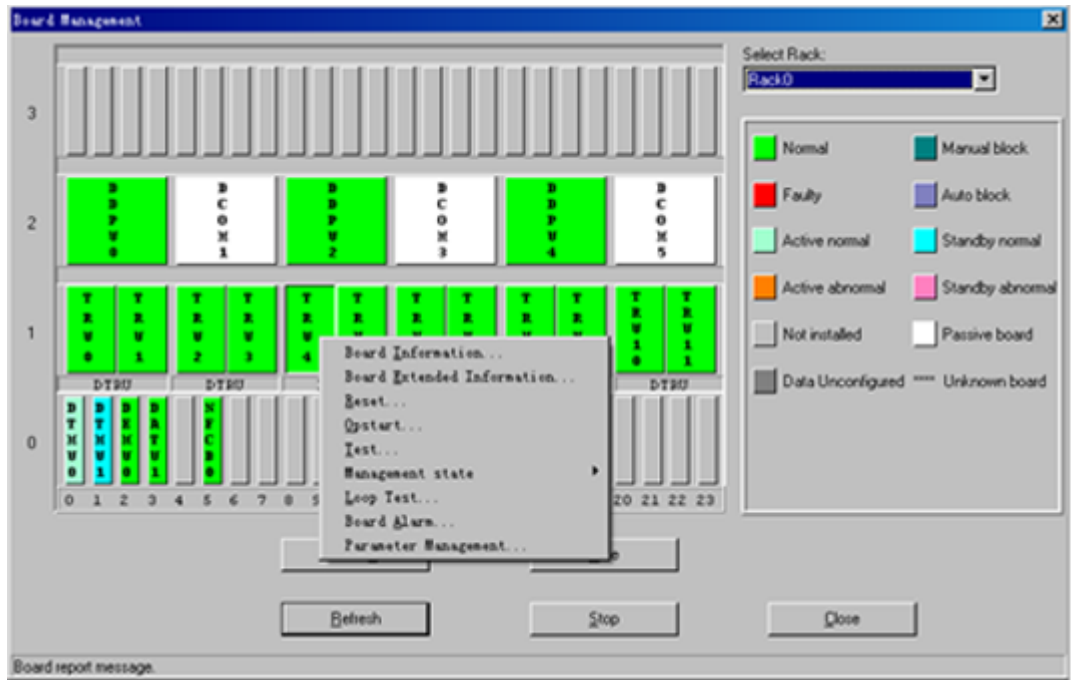 Board Management
Select Rack:
Rack0
3
2
DDPU0 DCOM1 DDPU2 DCOM3 DDPU4 DCOM5
1
TRU0 TRU1 TRU2 TRU3 TRU4 TRU10 TRU11
DTRU DTRU DTRU
0
DTMU0 DTMU1 DEMU0 DATU1 NFCB0
0 1 2 3 4 5 6 7 8 20 21 22 23
Normal Manual block
Faulty Auto block
Active normal Standby normal
Active abnormal Standby abnormal
Not installed Passive board
Data Unconfigured Unknown board
Board Information...
Board Extended Information...
Reset...
Opstart...
Test...
Management state
Loop Test...
Board Alarm...
Parameter Management...
Refresh Stop Close
Board report message.